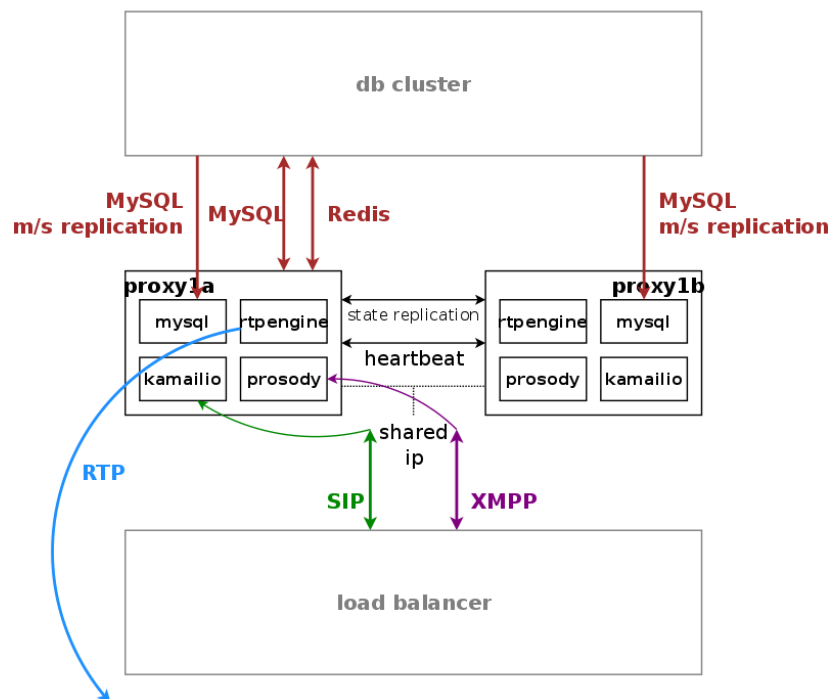 db cluster
MySQL
m/s replication
MySQL
Redis
MySQL
m/s replication
proxy1a
proxy1b
mysql
rtpengine
state replication
rtpengine
mysql
heartbeat
kamailio
prosody
prosody
kamailio
shared
ip
RTP
SIP
XMPP
load balancer